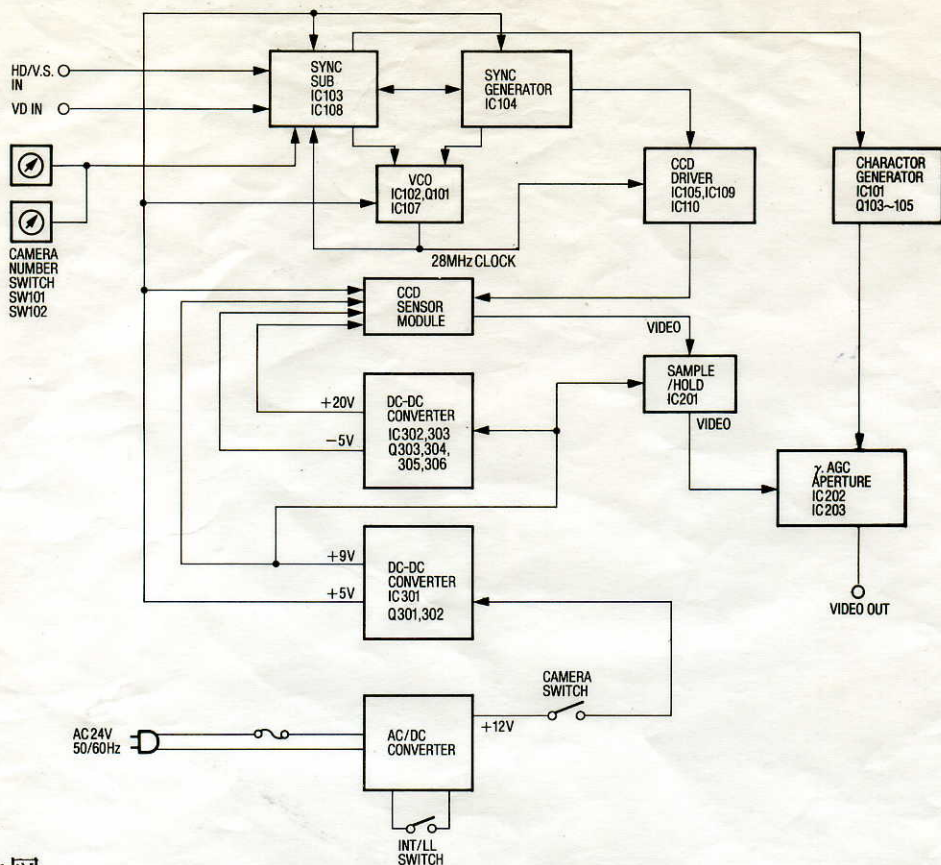 HD/V.S.
IN
VD IN
SYNC
SUB
IC103
IC108
SYNC
GENERATOR
IC104
CAMERA
NUMBER
SWITCH
SW101
SW102
VCO
IC102,Q101
IC107
CCD
DRIVER
IC105,IC109
IC110
CHARACTOR
GENERATOR
IC101
Q103~105
28MHz CLOCK
CCD
SENSOR
MODULE
VIDEO
SAMPLE
/HOLD
IC201
VIDEO
+20V
-5V
DC-DC
CONVERTER
IC302,303
Q303,304,
305,306
γ. AGC
APERTURE
IC202
IC203
+9V
+5V
DC-DC
CONVERTER
IC301
Q301,302
VIDEO OUT
CAMERA
SWITCH
AC 24V
50/60Hz
AC/DC
CONVERTER
+12V
INT/LL
SWITCH